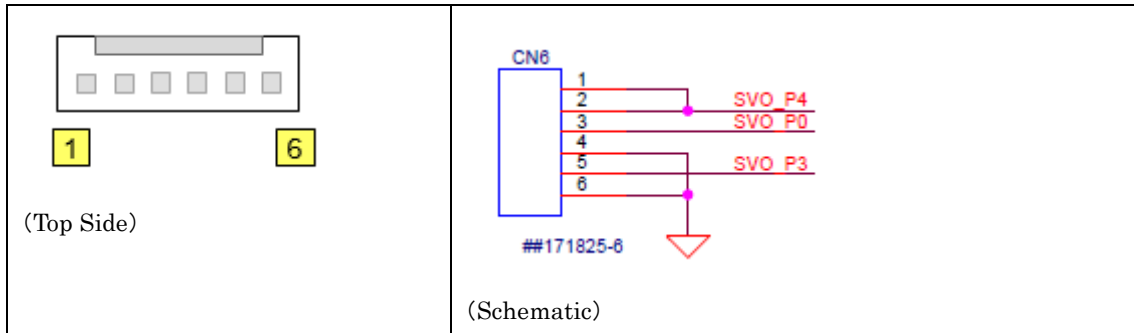 1
6
(Top Side)
CN6
1
2
3
4
5
6
SVO_P4
SVO_P0
SVO_P3
##171825-6
(Schematic)